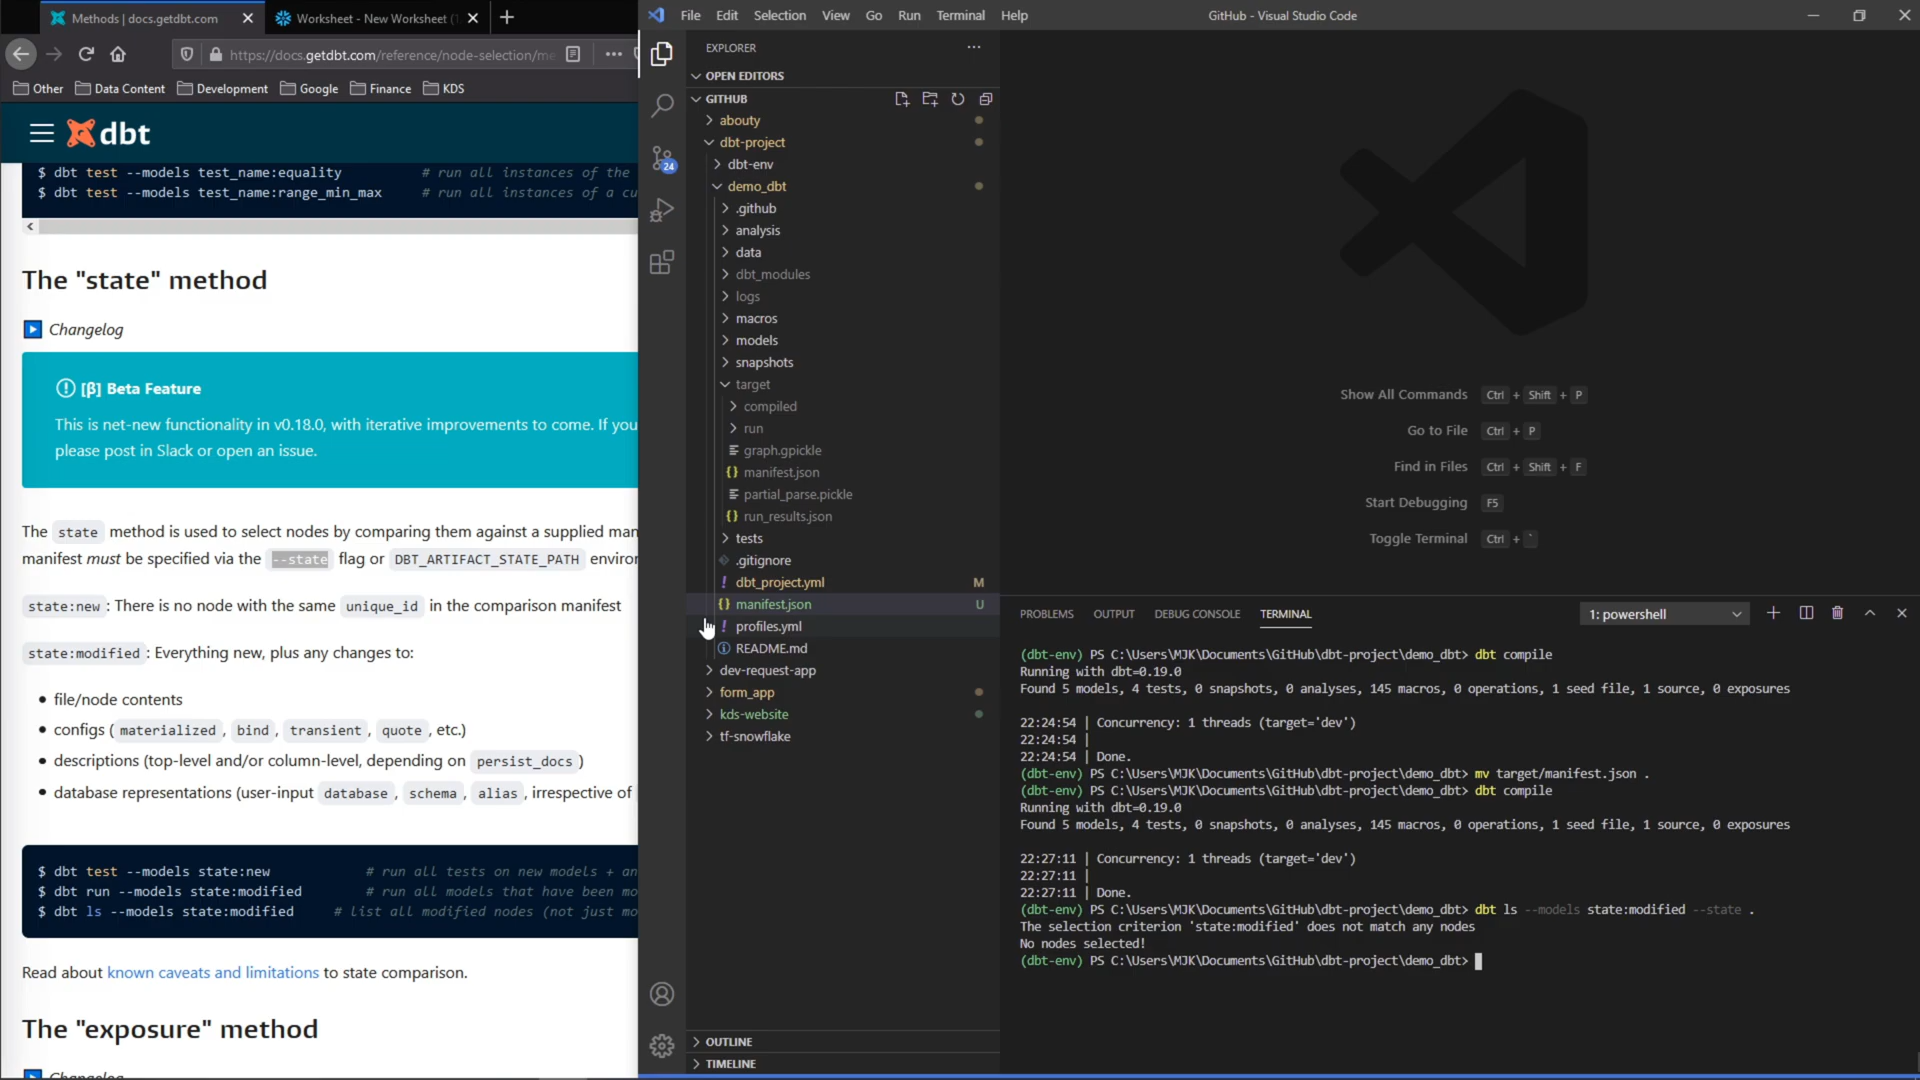 Methods | docs.getdbt.com
Worksheet - New Worksheet (
https://docs.getdbt.com/reference/node-selection/me
Other
Data Content
Development
Google
Finance
KDS
dbt
$ dbt test --models test_name:equality # run all instances of the
$ dbt test --models test_name:range_min_max # run all instances of a cu
The "state" method
Changelog
[β] Beta Feature
This is net-new functionality in v0.18.0, with iterative improvements to come. If you
please post in Slack or open an issue.
The state method is used to select nodes by comparing them against a supplied man
manifest must be specified via the --state flag or DBT_ARTIFACT_STATE_PATH enviro
state:new : There is no node with the same unique_id in the comparison manifest
state:modified : Everything new, plus any changes to:
• file/node contents
• configs ( materialized , bind , transient , quote , etc.)
• descriptions (top-level and/or column-level, depending on persist_docs )
• database representations (user-input database , schema , alias , irrespective of
$ dbt test --models state:new # run all tests on new models + an
$ dbt run --models state:modified # run all models that have been mo
$ dbt ls --models state:modified # list all modified nodes (not just mo
Read about known caveats and limitations to state comparison.
The "exposure" method
Changelog
File Edit Selection View Go Run Terminal Help
GitHub - Visual Studio Code
24
EXPLORER
OPEN EDITORS
GITHUB
abouty
dbt-project
dbt-env
demo_dbt
.github
analysis
data
dbt_modules
logs
macros
models
snapshots
target
compiled
run
graph.gpickle
{} manifest.json
partial_parse.pickle
{} run_results.json
tests
.gitignore
! dbt_project.yml M
{} manifest.json U
! profiles.yml
README.md
dev-request-app
form_app
kds-website
tf-snowflake
OUTLINE
TIMELINE
Show All Commands Ctrl + Shift + P
Go to File Ctrl + P
Find in Files Ctrl + Shift + F
Start Debugging F5
Toggle Terminal Ctrl + `
PROBLEMS OUTPUT DEBUG CONSOLE TERMINAL
1: powershell
(dbt-env) PS C:\Users\MJK\Documents\GitHub\dbt-project\demo_dbt> dbt compile
Running with dbt=0.19.0
Found 5 models, 4 tests, 0 snapshots, 0 analyses, 145 macros, 0 operations, 1 seed file, 1 source, 0 exposures
22:24:54 | Concurrency: 1 threads (target='dev')
22:24:54 |
22:24:54 | Done.
(dbt-env) PS C:\Users\MJK\Documents\GitHub\dbt-project\demo_dbt> mv target/manifest.json .
(dbt-env) PS C:\Users\MJK\Documents\GitHub\dbt-project\demo_dbt> dbt compile
Running with dbt=0.19.0
Found 5 models, 4 tests, 0 snapshots, 0 analyses, 145 macros, 0 operations, 1 seed file, 1 source, 0 exposures
22:27:11 | Concurrency: 1 threads (target='dev')
22:27:11 |
22:27:11 | Done.
(dbt-env) PS C:\Users\MJK\Documents\GitHub\dbt-project\demo_dbt> dbt ls --models state:modified --state .
The selection criterion 'state:modified' does not match any nodes
No nodes selected!
(dbt-env) PS C:\Users\MJK\Documents\GitHub\dbt-project\demo_dbt>